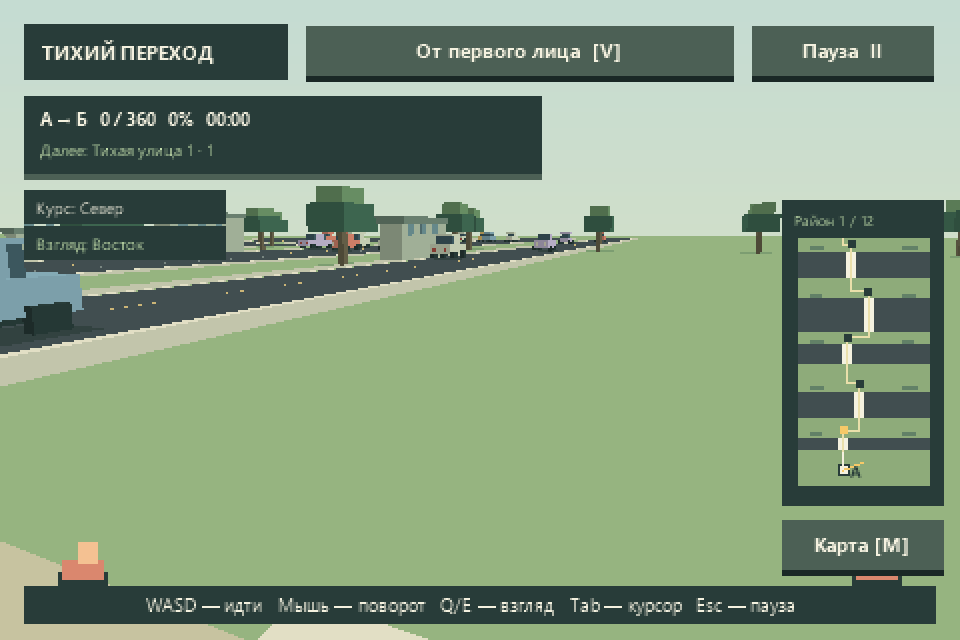 ТИХИЙ ПЕРЕХОД
От первого лица [V]
Пауза II
А — Б 0 / 360 0% 00:00
Далее: Тихая улица 1 · 1
Курс: Север
Взгляд: Восток
Район 1 / 12
А
Карта [M]
WASD — идти Мышь — поворот Q/E — взгляд Tab — курсор Esc — пауза